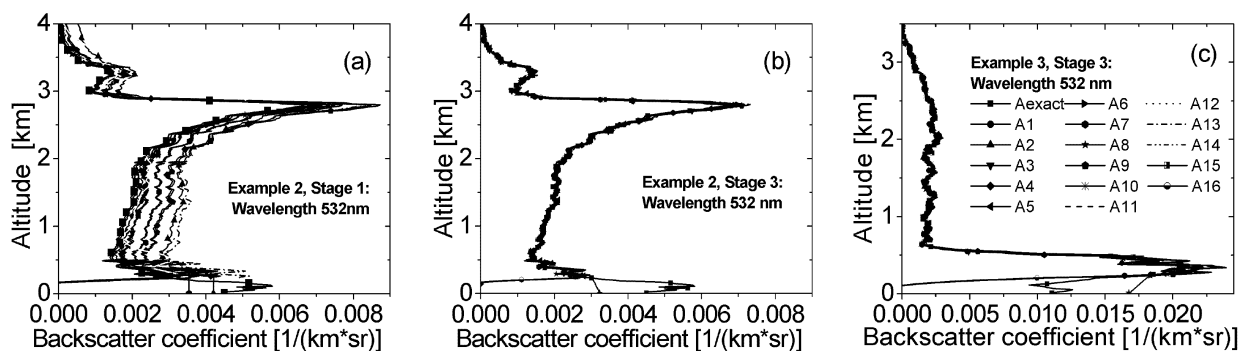 4
3
2
1
0
Altitude [km]
(a)
Example 2, Stage 1:
Wavelength 532nm
0.000 0.002 0.004 0.006 0.008
Backscatter coefficient [1/(km*sr)]
4
3
2
1
0
Altitude [km]
(b)
Example 2, Stage 3:
Wavelength 532 nm
0.000 0.002 0.004 0.006 0.008
Backscatter coefficient [1/(km*sr)]
3
2
1
0
Altitude [km]
(c)
Example 3, Stage 3:
Wavelength 532 nm
Aexact A6 A12
A1 A7 A13
A2 A8 A14
A3 A9 A15
A4 A10 A16
A5 A11
0.000 0.005 0.010 0.015 0.020
Backscatter coefficient [1/(km*sr)]